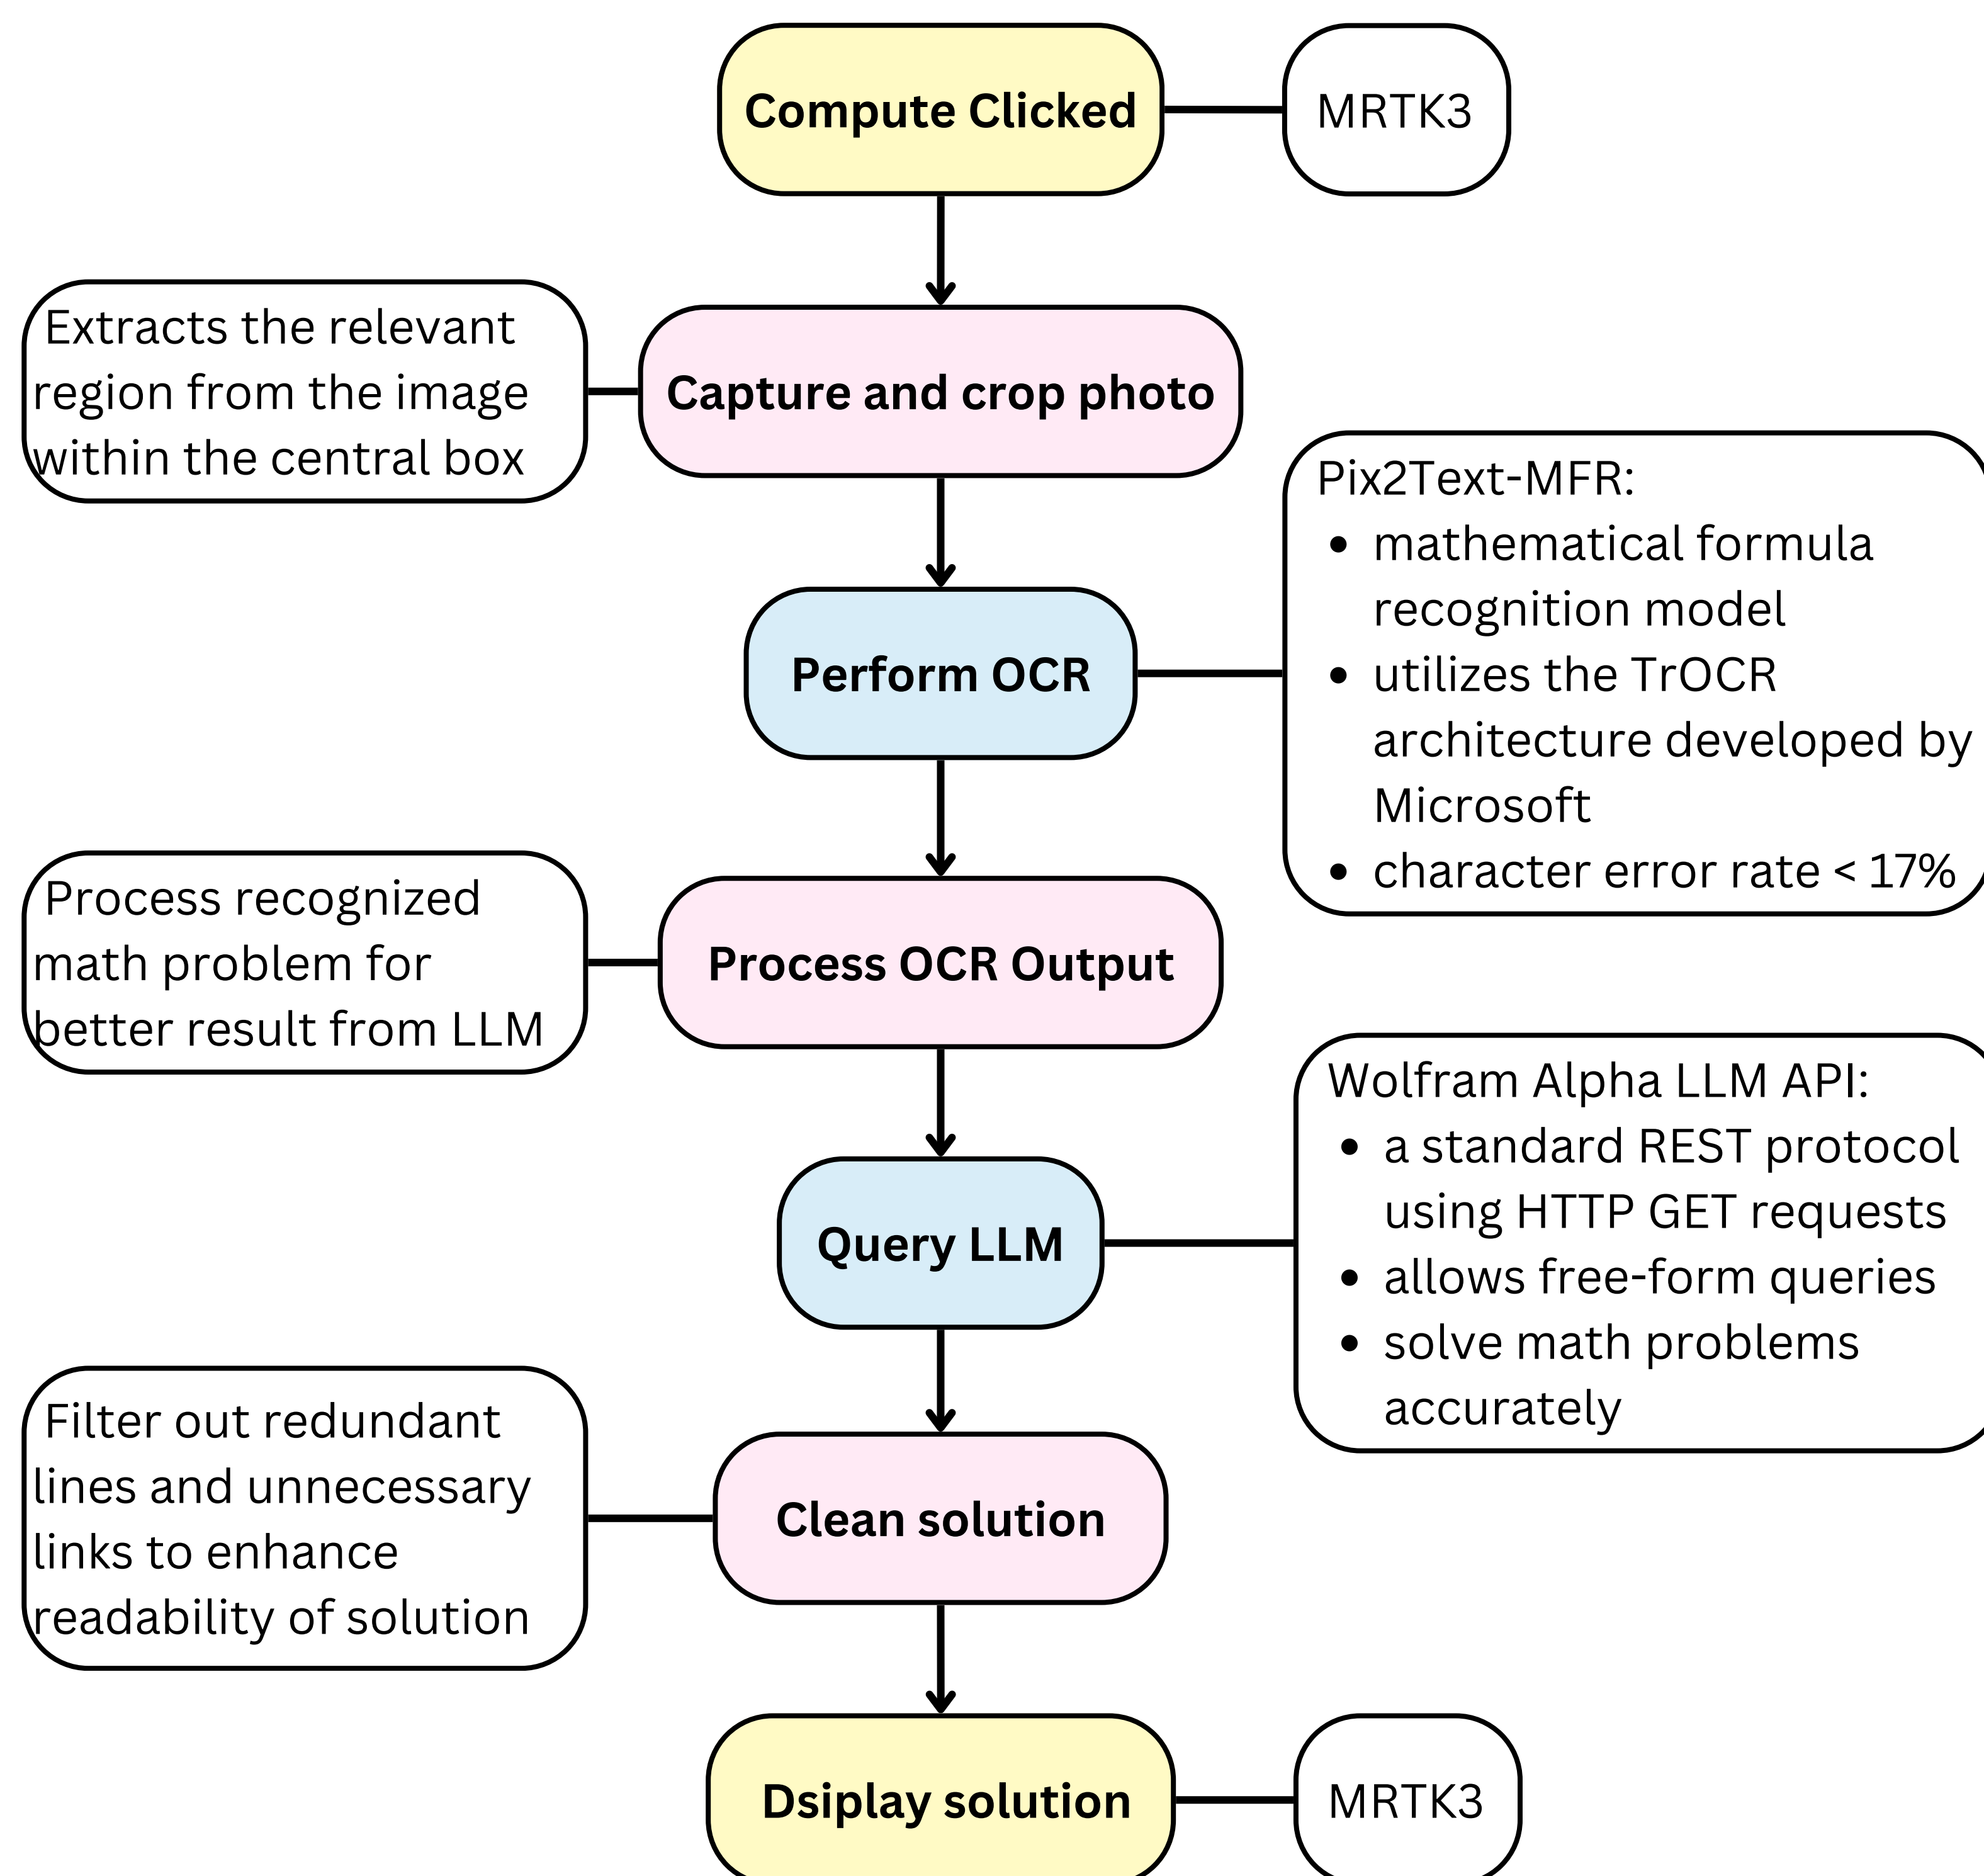 Compute Clicked
MRTK3
Extracts the relevant
region from the image
within the central box
Capture and crop photo
Pix2Text-MFR:
• mathematical formula
recognition model
• utilizes the TrOCR
architecture developed by
Microsoft
• character error rate < 17%
Perform OCR
Process recognized
math problem for
better result from LLM
Process OCR Output
Wolfram Alpha LLM API:
• a standard REST protocol
using HTTP GET requests
• allows free-form queries
• solve math problems
accurately
Query LLM
Filter out redundant
lines and unnecessary
links to enhance
readability of solution
Clean solution
Dsiplay solution
MRTK3